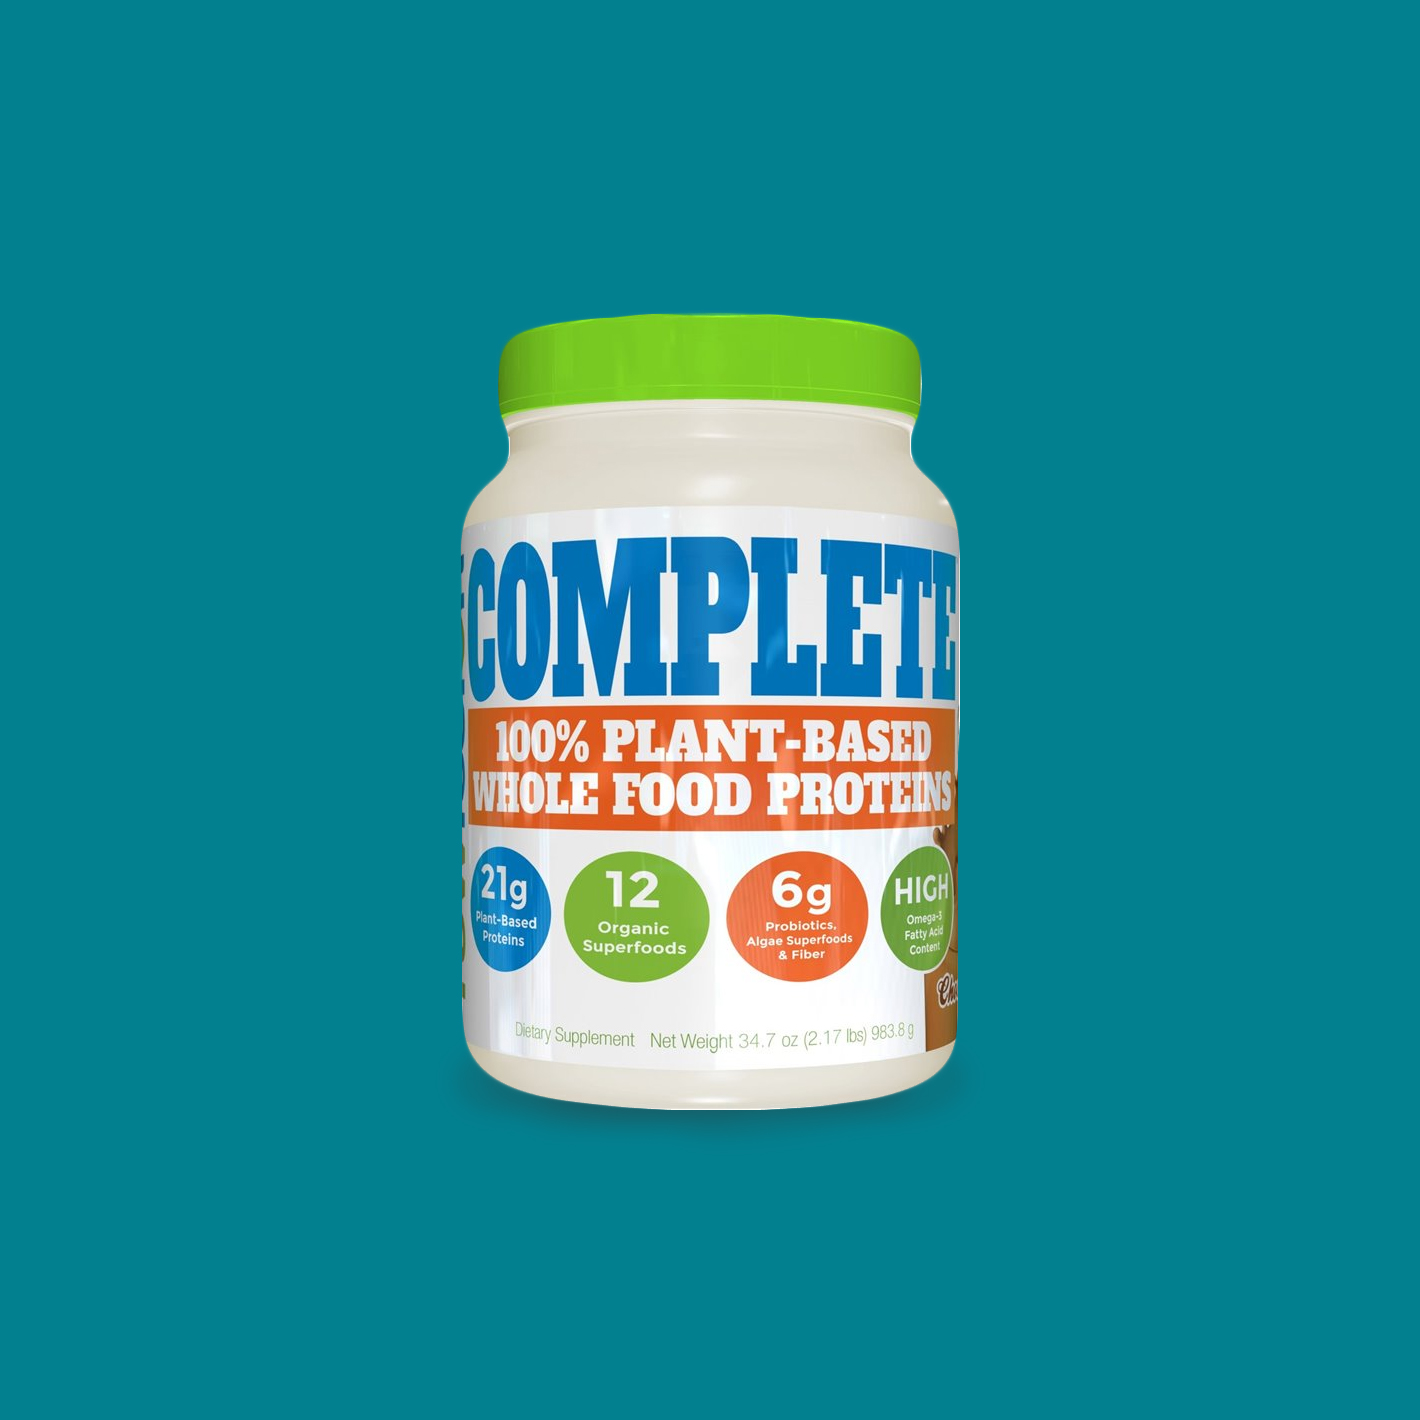 COMPLETE
100% PLANT-BASED
WHOLE FOOD PROTEINS
21g
Plant-Based
Proteins
12
Organic
Superfoods
6g
Probiotics,
Algae Superfoods
& Fiber
HIGH
Omega-3
Fatty Acid
Content
Dietary Supplement Net Weight 34.7 oz (2.17 lbs) 983.8 g